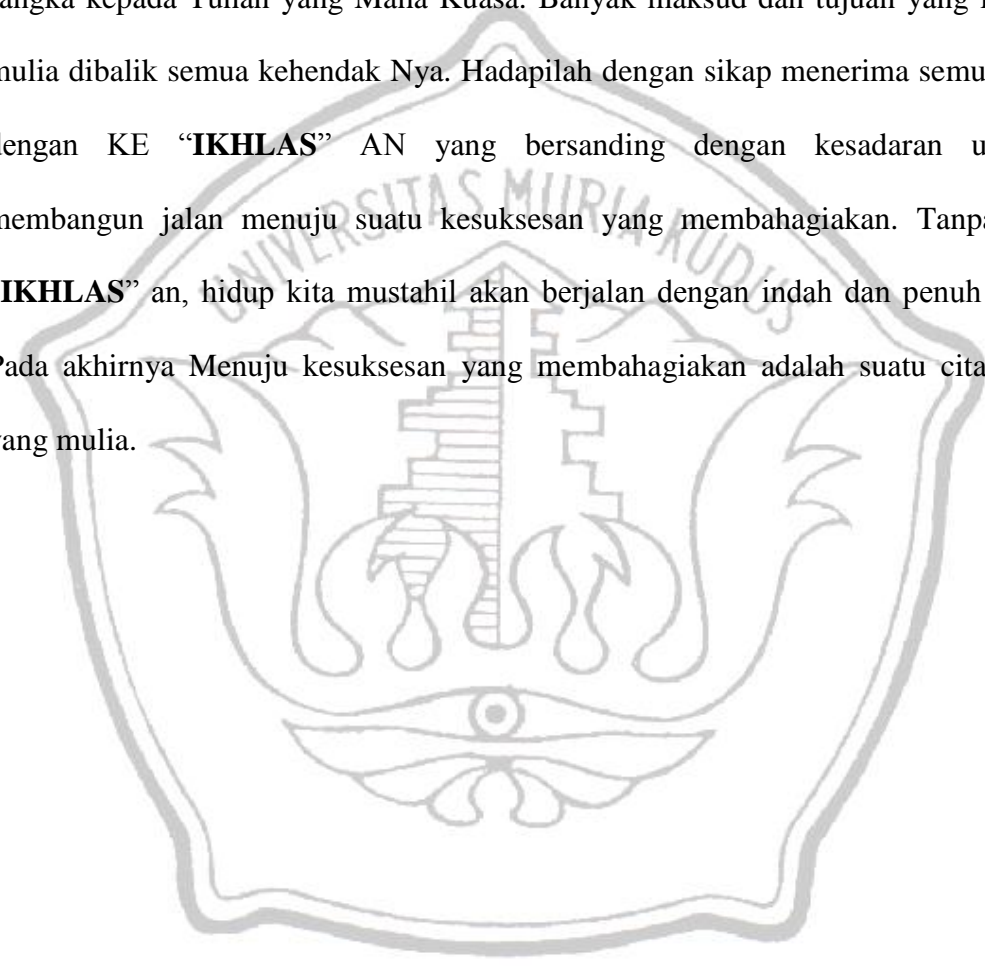 kepada Tuhan yang Maha Kuasa. Banyak maksud dan tujuan yang
mulia dibalik semua kehendak Nya. Hadapilah dengan sikap menerima
dengan KE “IKHLAS” AN yang bersanding dengan kesadaran
membangun jalan menuju suatu kesuksesan yang membahagiakan. Tanpa
IKHLAS” an, hidup kita mustahil akan berjalan dengan indah dan penuh
Pada akhirnya Menuju kesuksesan yang membahagiakan adalah suatu
yang mulia.
UNIVERSITAS MURIA KUDUS